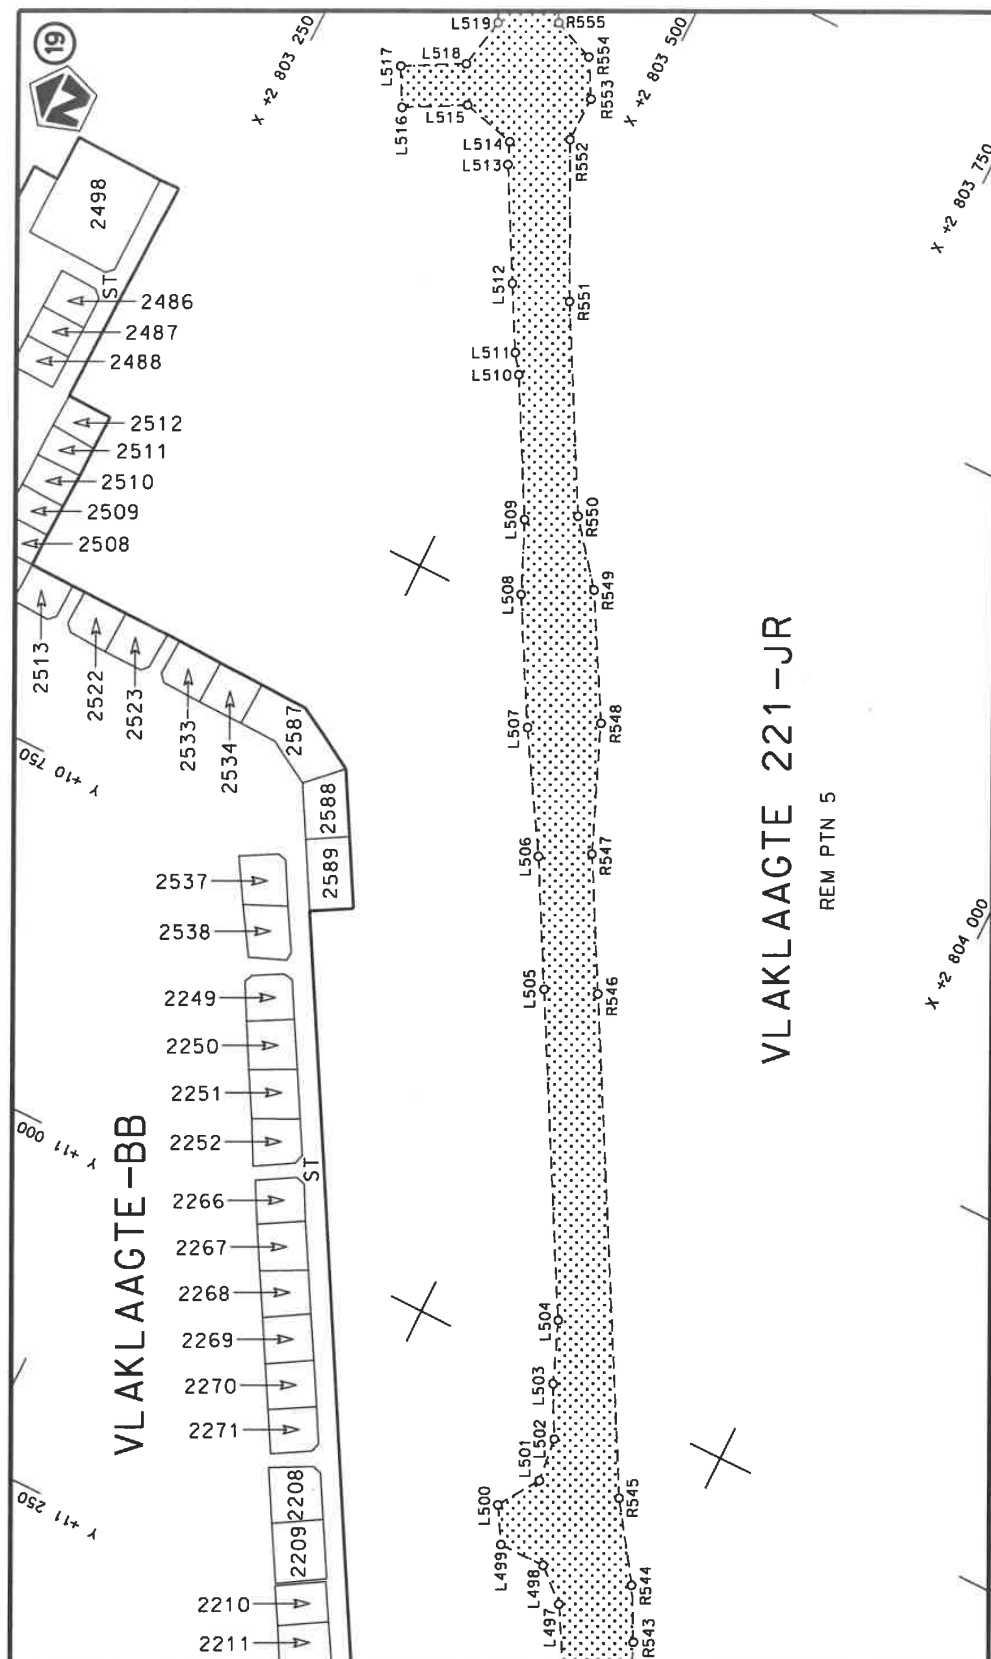 19
N
X +2 803 250
X +2 803 500
X +2 803 750
X +2 804 000
Y +10 750
Y +11 000
Y +11 250
L519
R555
L518
R554
L517
R553
L516
L515
L514
R552
L513
L512
R551
L511
L510
L509
R550
L508
R549
L507
R548
L506
R547
L505
R546
L504
L503
L502
L501
L500
R545
L499
L498
R544
L497
R543
2498
ST
2486
2487
2488
2512
2511
2510
2509
2508
2513
2522
2523
2533
2534
2587
2588
2589
2537
2538
2249
2250
2251
2252
ST
2266
2267
2268
2269
2270
2271
2208
2209
2210
2211
VLAKLAAGTE-BB
VLAKLAAGTE 221-JR
REM PTN 5